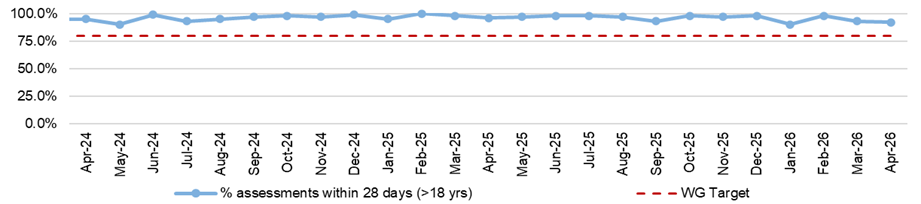 100.0%
75.0%
50.0%
25.0%
0.0%
Apr-24
May-24
Jun-24
Jul-24
Aug-24
Sep-24
Oct-24
Nov-24
Dec-24
Jan-25
Feb-25
Mar-25
Apr-25
May-25
Jun-25
Jul-25
Aug-25
Sep-25
Oct-25
Nov-25
Dec-25
Jan-26
Feb-26
Mar-26
Apr-26
% assessments within 28 days (>18 yrs) WG Target